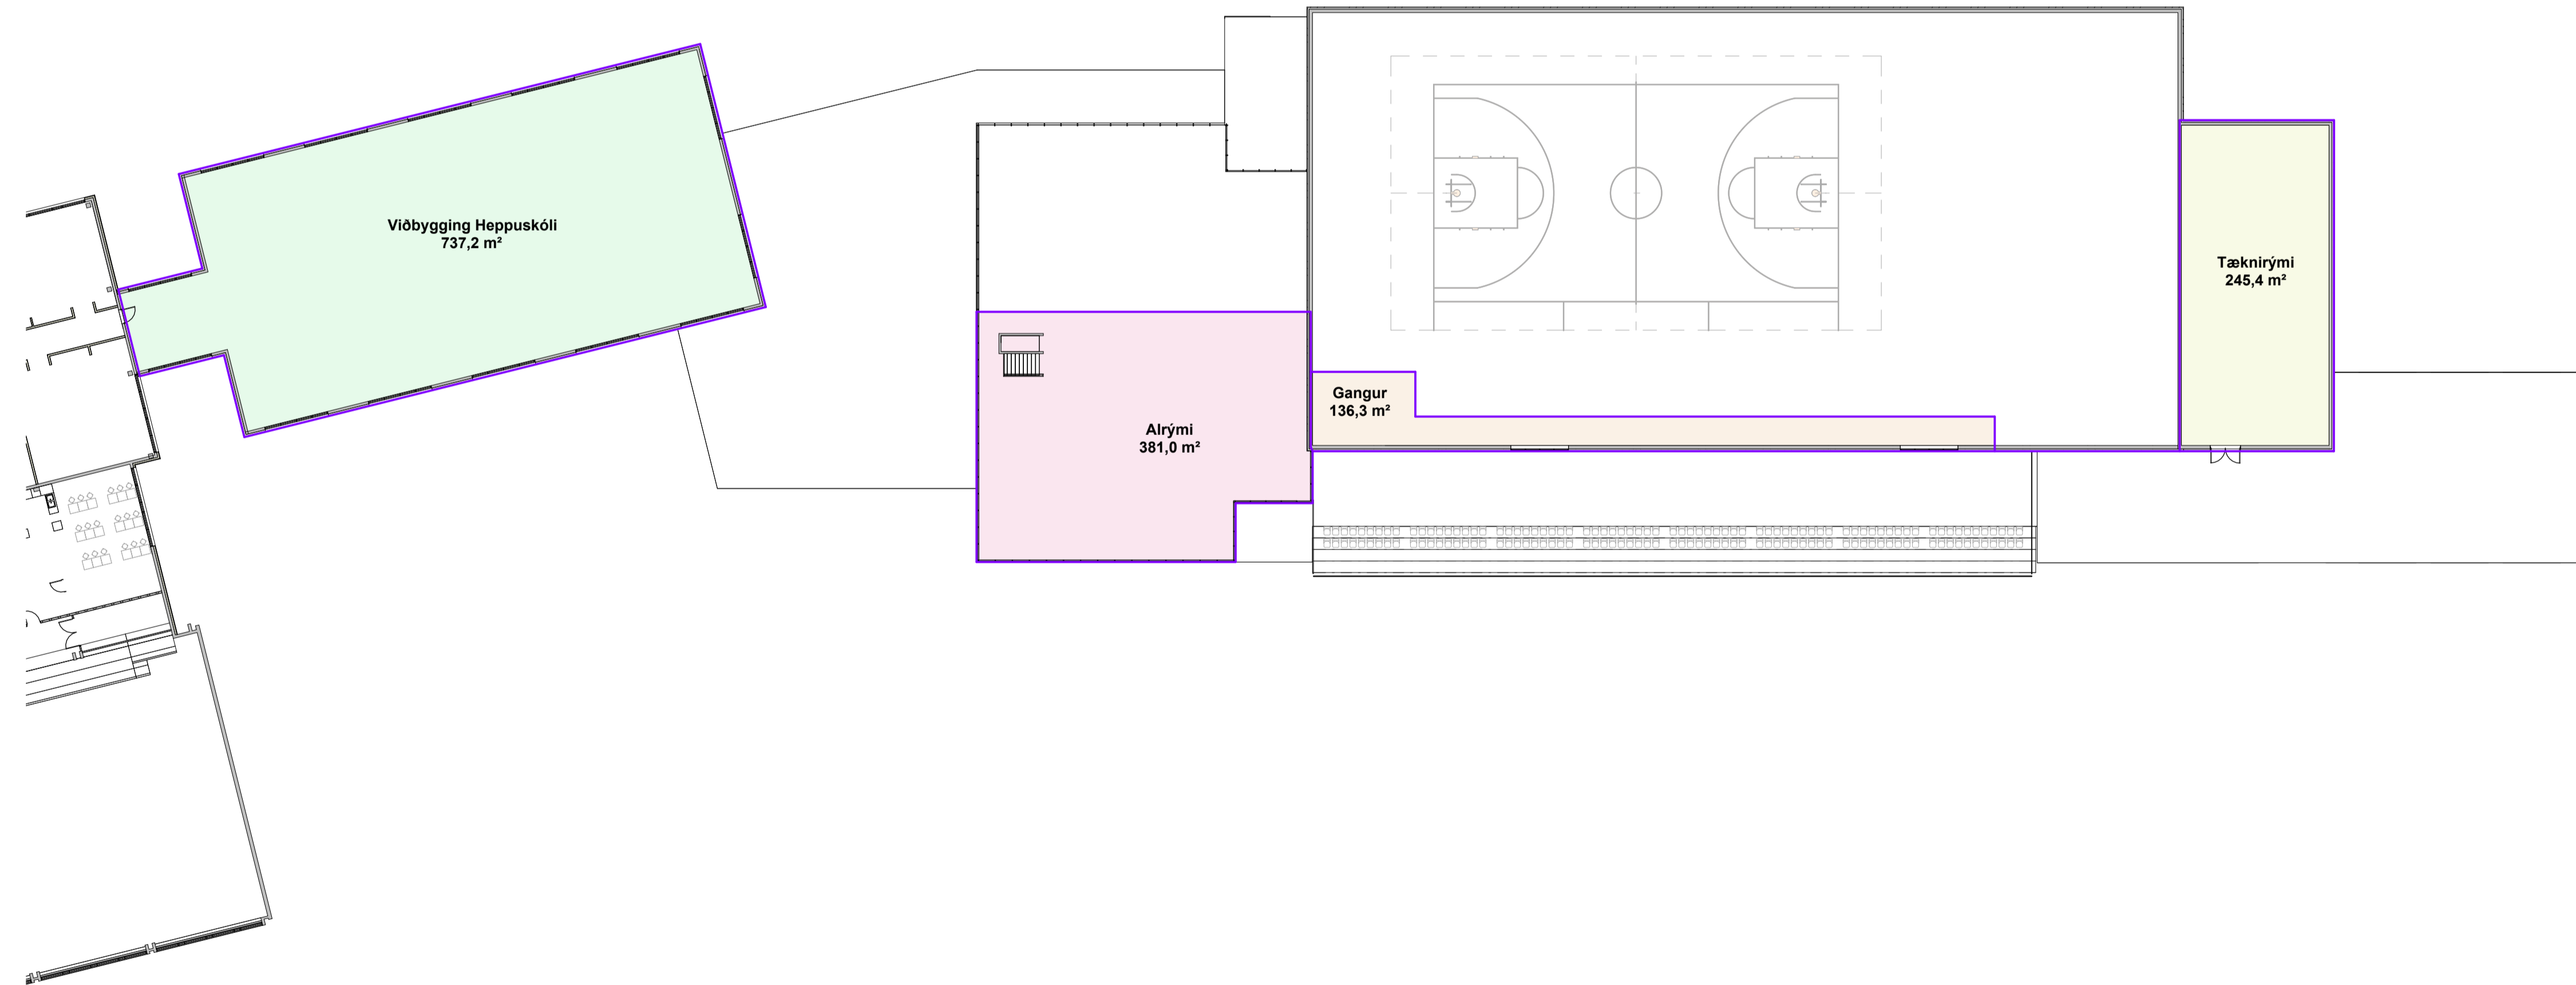 Viðbygging Heppuskóli
737,2 m²
Alrými
381,0 m²
Gangur
136,3 m²
Tæknirými
245,4 m²